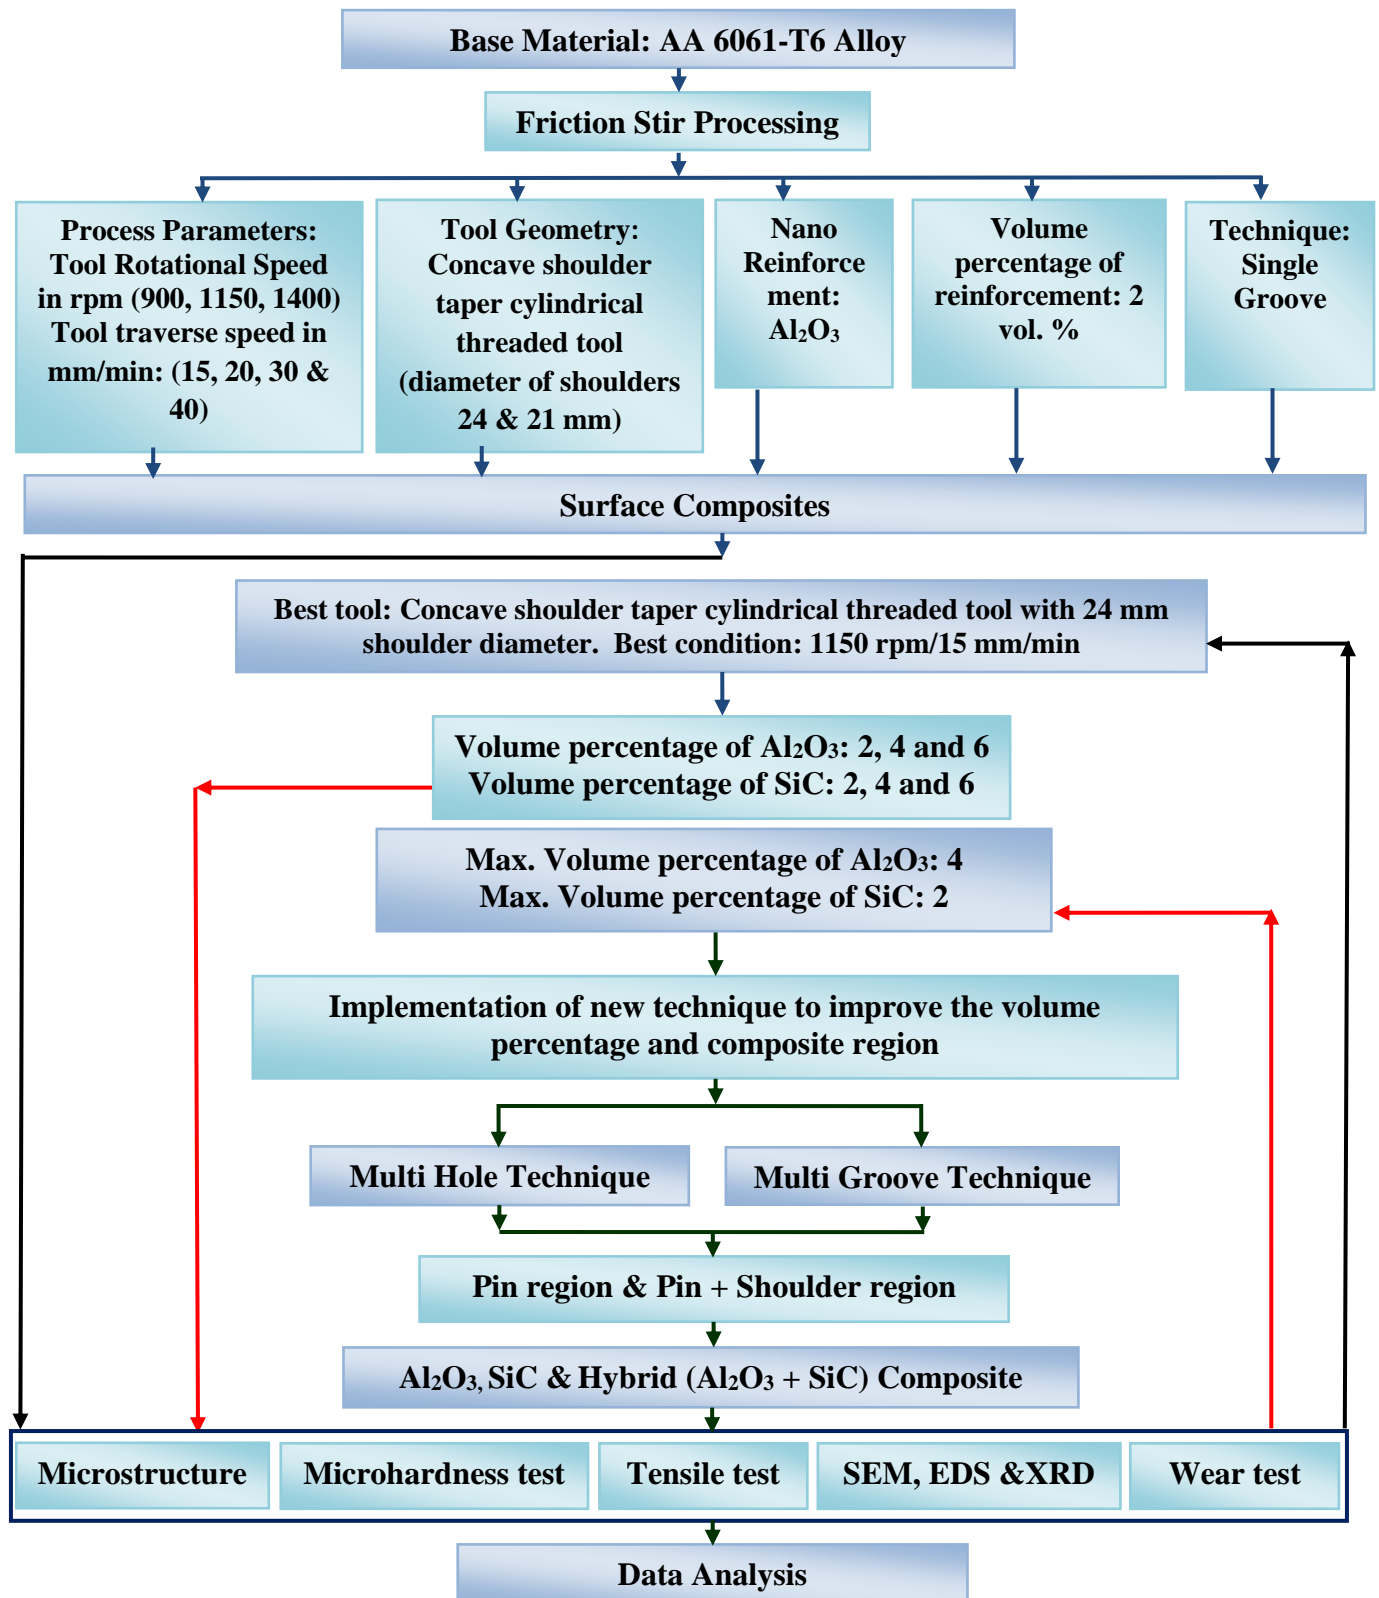 Base Material: AA 6061-T6 Alloy
Friction Stir Processing
Process Parameters:
Tool Rotational Speed
in rpm (900, 1150, 1400)
Tool traverse speed in
mm/min: (15, 20, 30 &
40)
Tool Geometry:
Concave shoulder
taper cylindrical
threaded tool
(diameter of shoulders
24 & 21 mm)
Nano
Reinforce
ment:
Al₂O₃
Volume
percentage of
reinforcement: 2
vol. %
Technique:
Single
Groove
Surface Composites
Best tool: Concave shoulder taper cylindrical threaded tool with 24 mm
shoulder diameter. Best condition: 1150 rpm/15 mm/min
Volume percentage of Al₂O₃: 2, 4 and 6
Volume percentage of SiC: 2, 4 and 6
Max. Volume percentage of Al₂O₃: 4
Max. Volume percentage of SiC: 2
Implementation of new technique to improve the volume
percentage and composite region
Multi Hole Technique
Multi Groove Technique
Pin region & Pin + Shoulder region
Al₂O₃, SiC & Hybrid (Al₂O₃ + SiC) Composite
Microstructure
Microhardness test
Tensile test
SEM, EDS &XRD
Wear test
Data Analysis